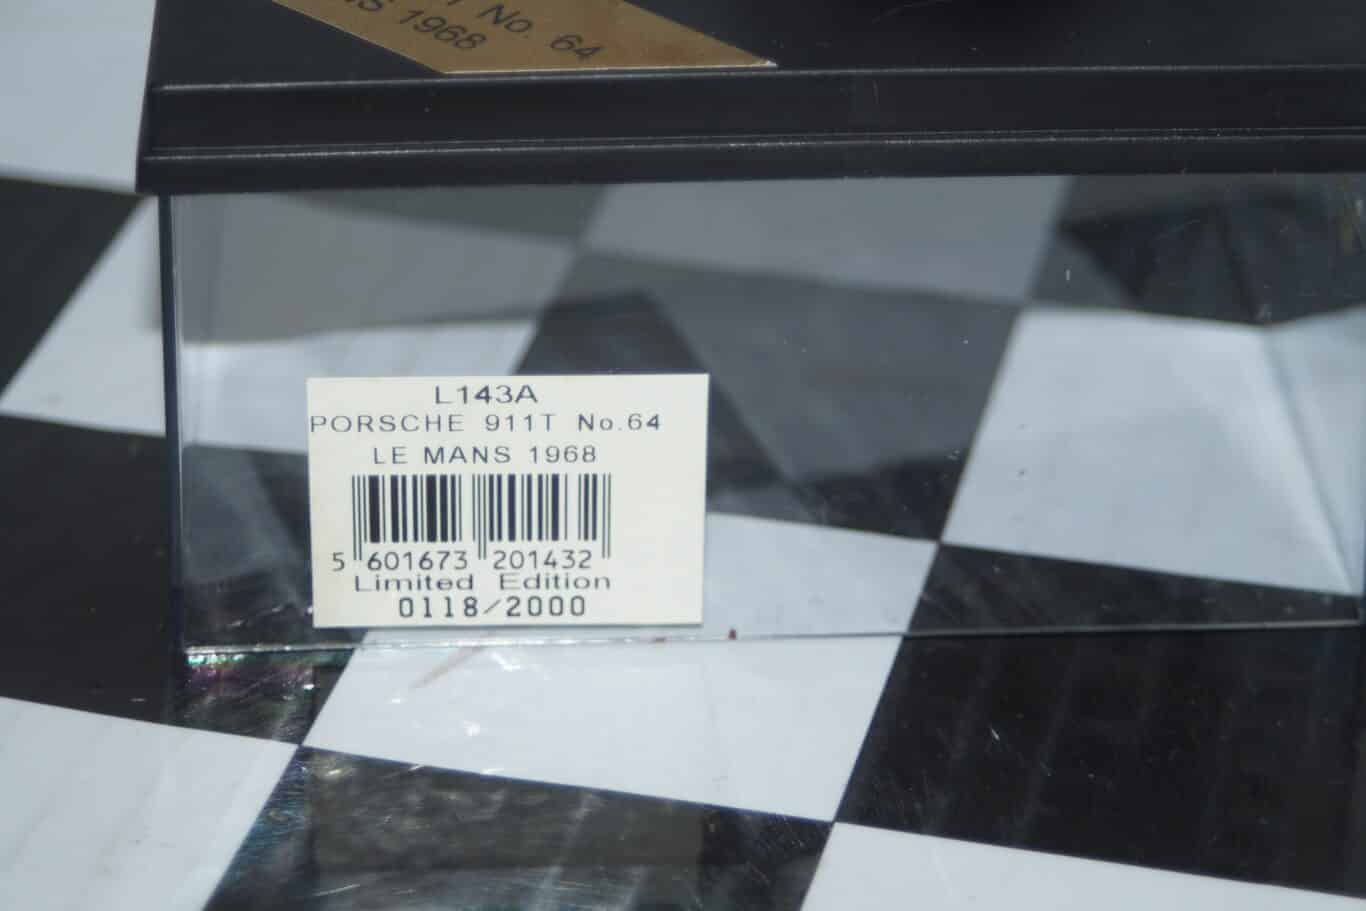 No. 64
1968
L143A
PORSCHE 911T No.64
LE MANS 1968
5 601673 201432
Limited Edition
0118/2000